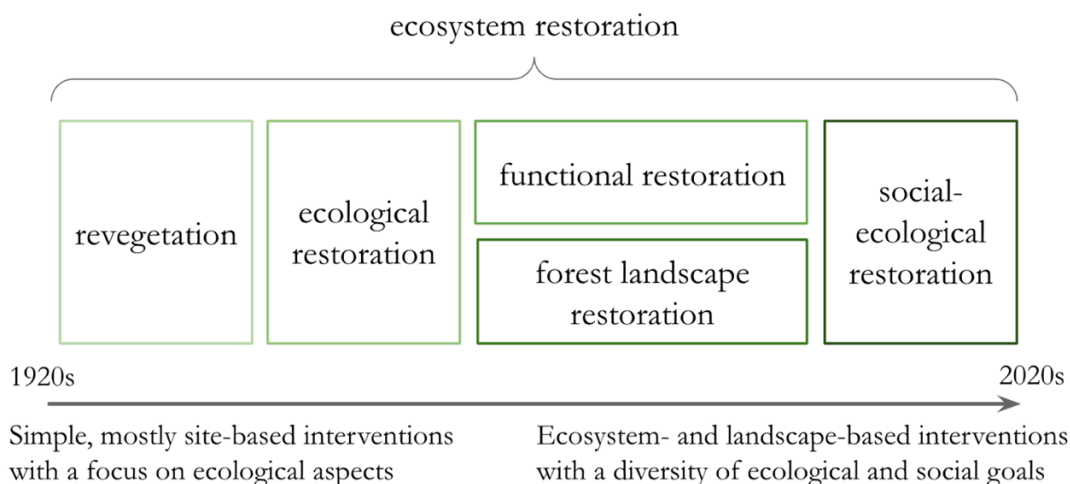 ecosystem restoration
revegetation
ecological
restoration
functional restoration
forest landscape
restoration
social-
ecological
restoration
1920s
2020s
Simple, mostly site-based interventions
with a focus on ecological aspects
Ecosystem- and landscape-based interventions
with a diversity of ecological and social goals